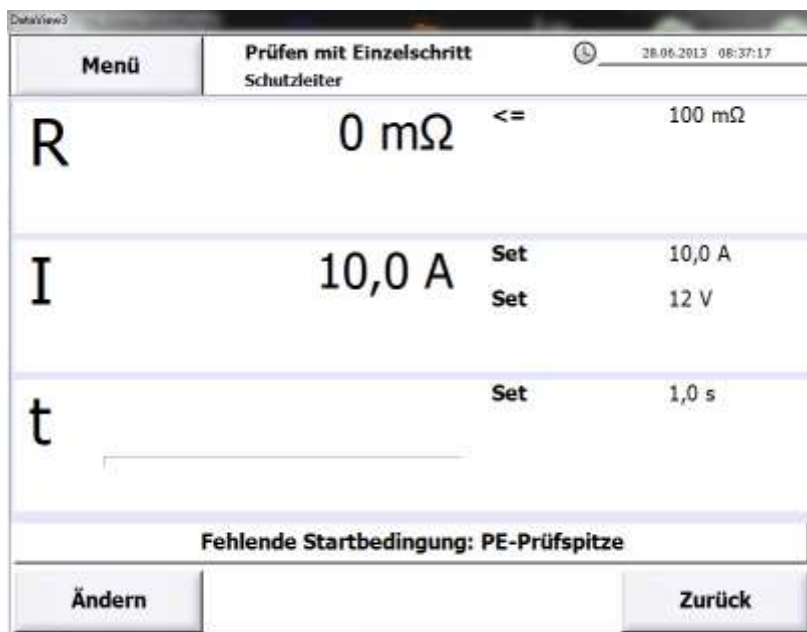 DataView3
Menü
Prüfen mit Einzelschritt
Schutzleiter
28.06.2013 08:37:17
R 0 mΩ <= 100 mΩ
I 10,0 A Set 10,0 A
Set 12 V
t Set 1,0 s
Fehlende Startbedingung: PE-Prüfspitze
Ändern Zurück